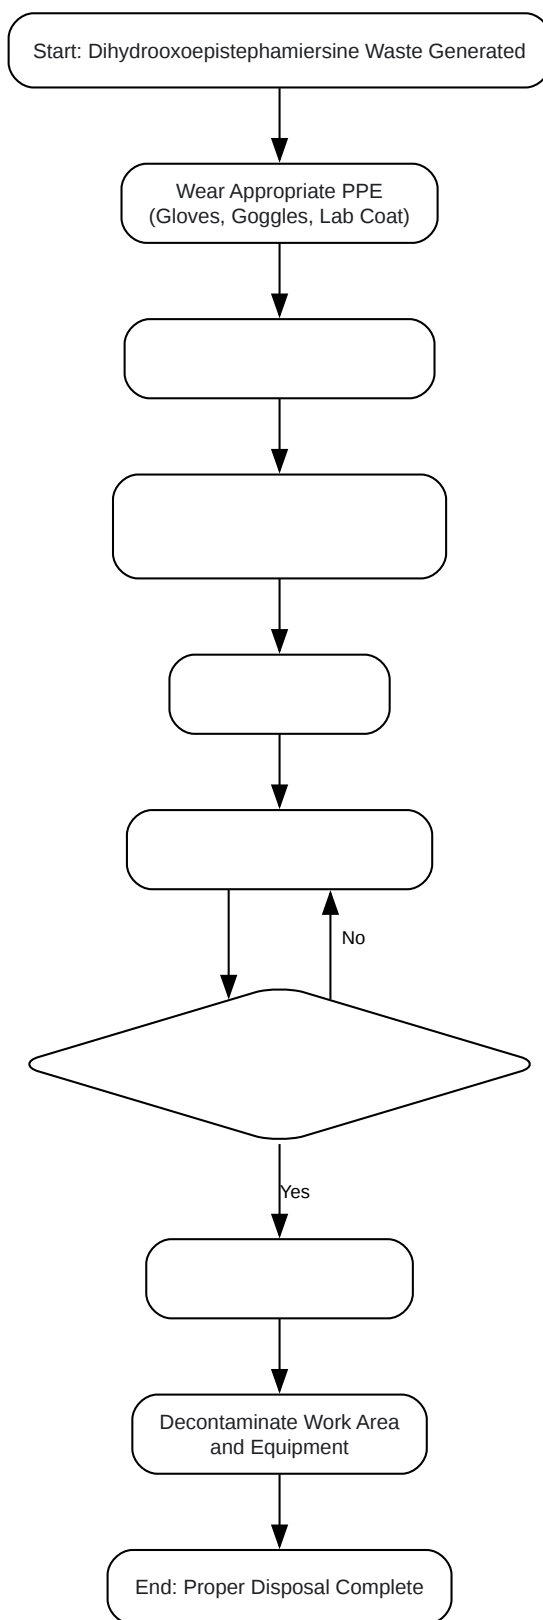 Start: Dihydrooxoepistephamiersine Waste Generated
Wear Appropriate PPE
(Gloves, Goggles, Lab Coat)
No
Yes
Decontaminate Work Area
and Equipment
End: Proper Disposal Complete